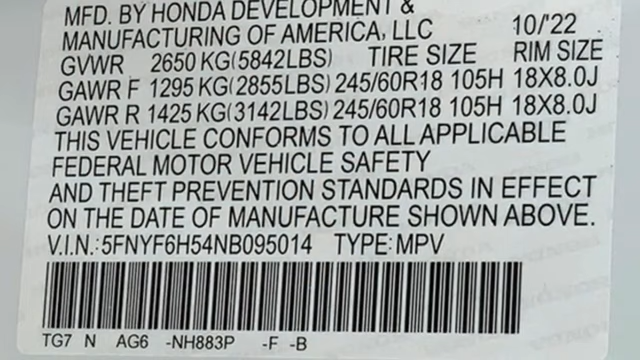 MFD. BY HONDA DEVELOPMENT &
MANUFACTURING OF AMERICA, LLC 10/'22
GVWR 2650 KG(5842LBS) TIRE SIZE RIM SIZE
GAWR F 1295 KG(2855LBS) 245/60R18 105H 18X8.0J
GAWR R 1425 KG(3142LBS) 245/60R18 105H 18X8.0J
THIS VEHICLE CONFORMS TO ALL APPLICABLE
FEDERAL MOTOR VEHICLE SAFETY
AND THEFT PREVENTION STANDARDS IN EFFECT
ON THE DATE OF MANUFACTURE SHOWN ABOVE.
V.I.N.:5FNYF6H54NB095014 TYPE:MPV
TG7 N AG6 -NH883P -F -B